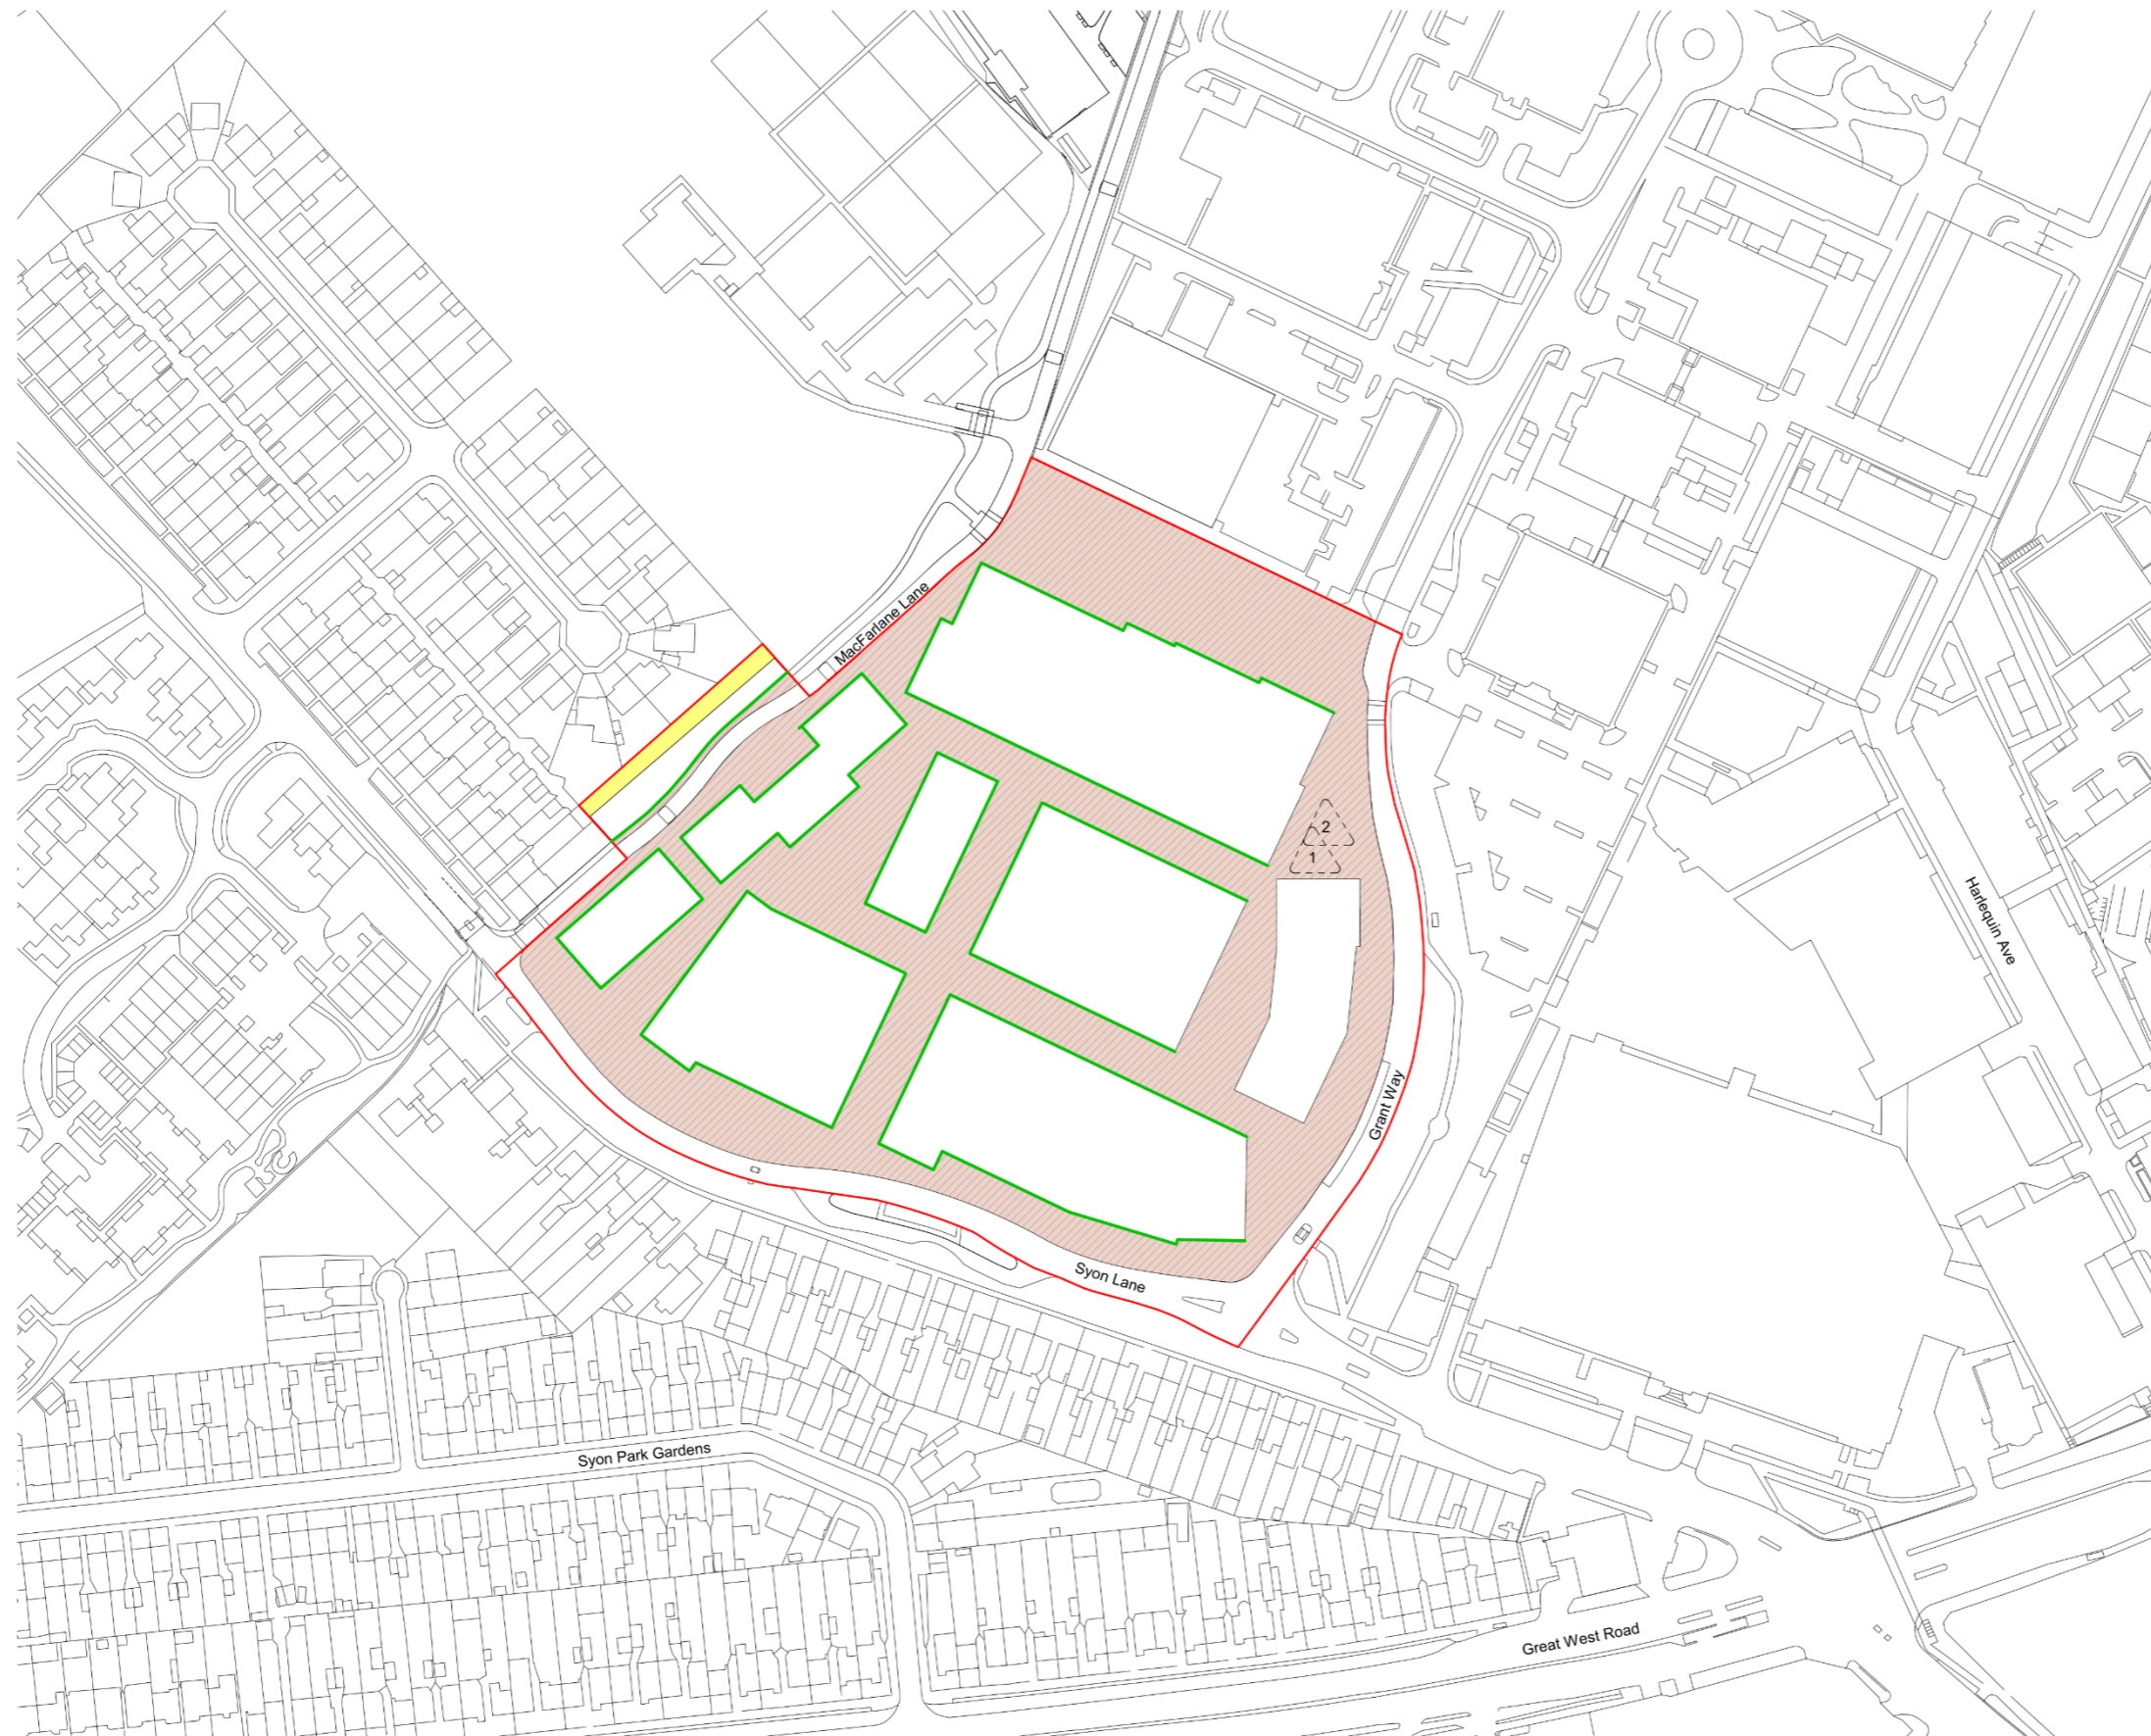 MacFarlane Lane
2
1
Harlequin Ave
Grant Way
Syon Lane
Syon Park Gardens
Great West Road